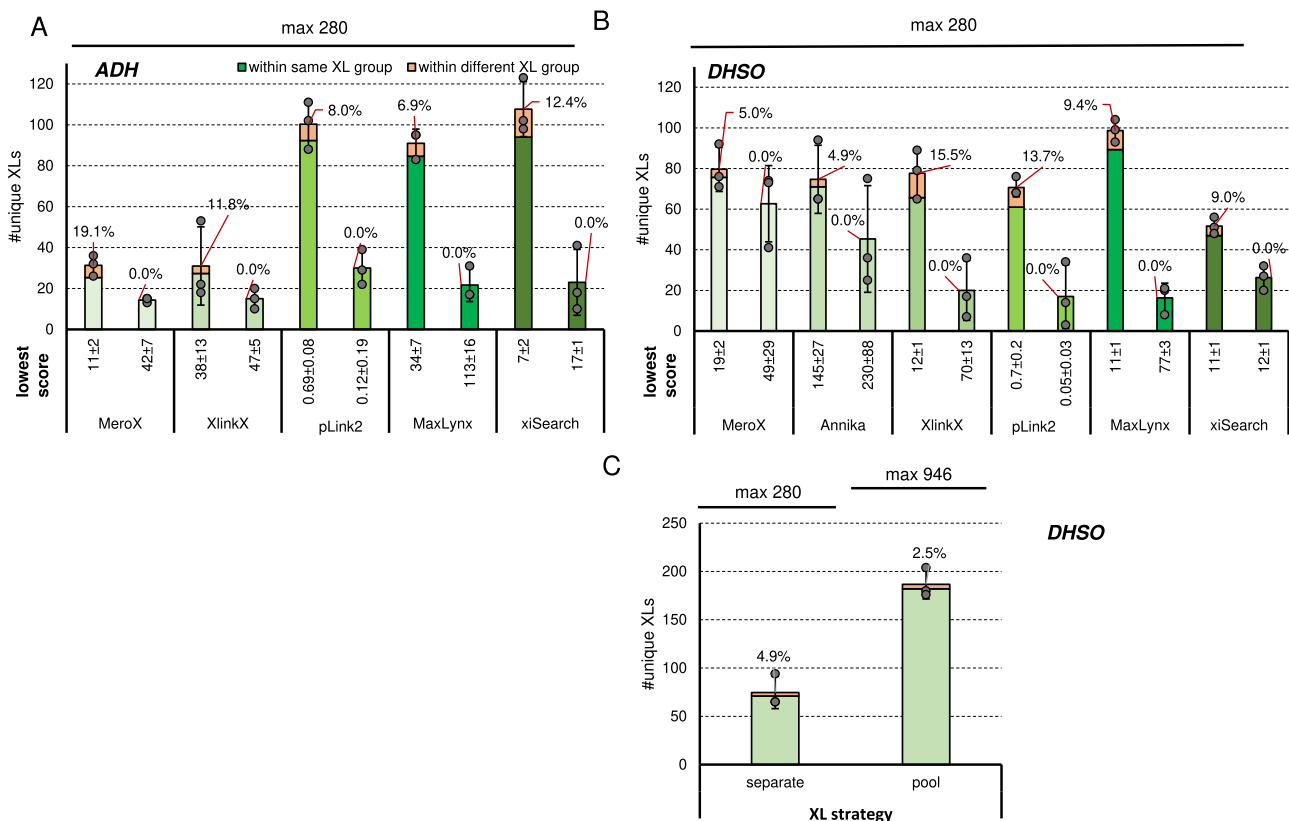 A
max 280
ADH
within same XL group
within different XL group
#unique XLs
120
100
80
60
40
20
0
19.1%
0.0%
11.8%
0.0%
8.0%
0.0%
6.9%
0.0%
12.4%
0.0%
lowest
score
11±2
42±7
38±13
47±5
0.69±0.08
0.12±0.19
34±7
113±16
7±2
17±1
MeroX
XlinkX
pLink2
MaxLynx
xiSearch
B
max 280
DHSO
#unique XLs
120
100
80
60
40
20
0
5.0%
0.0%
4.9%
0.0%
15.5%
0.0%
13.7%
0.0%
9.4%
0.0%
9.0%
0.0%
lowest
score
19±2
49±29
145±27
230±88
12±1
70±13
0.7±0.2
0.05±0.03
11±1
77±3
11±1
12±1
MeroX
Annika
XlinkX
pLink2
MaxLynx
xiSearch
C
max 280
max 946
DHSO
#unique XLs
250
200
150
100
50
0
4.9%
2.5%
separate
pool
XL strategy